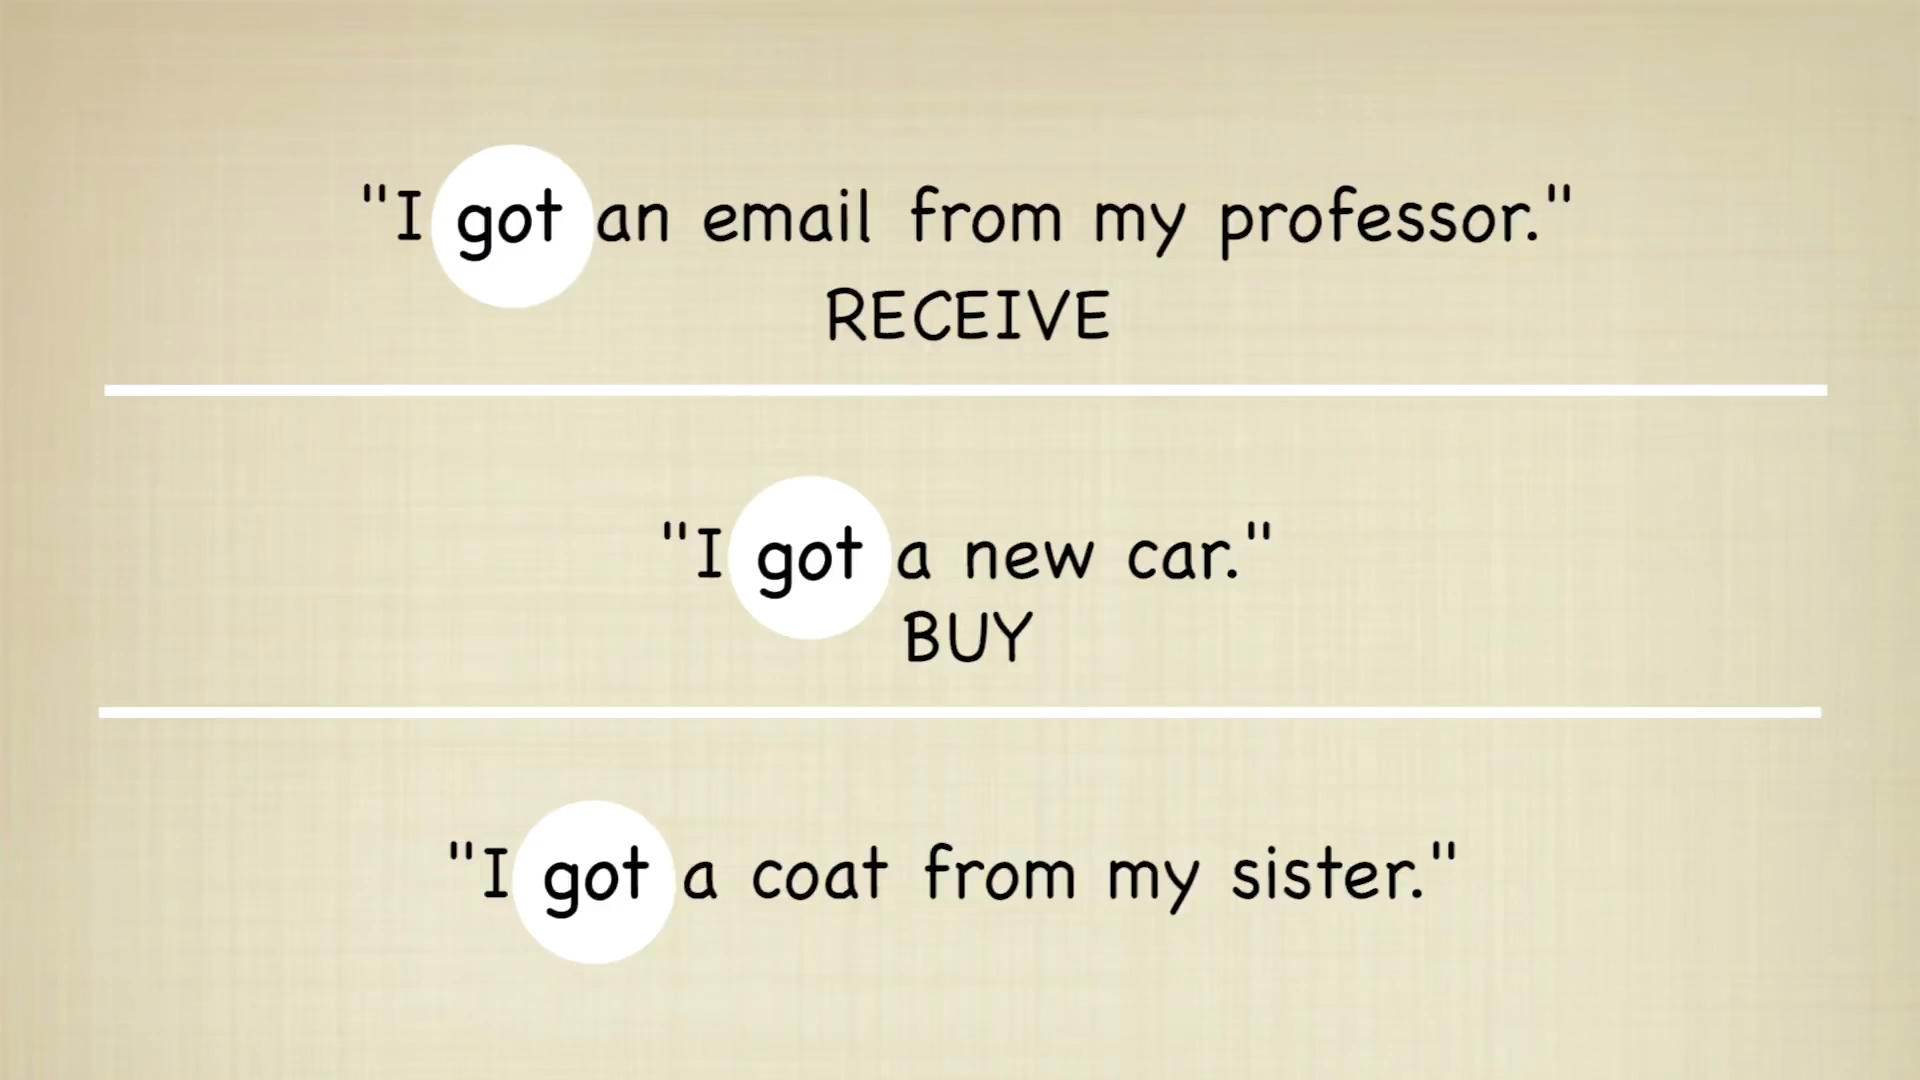 "I got an email from my professor."
RECEIVE
"I got a new car."
BUY
"I got a coat from my sister."